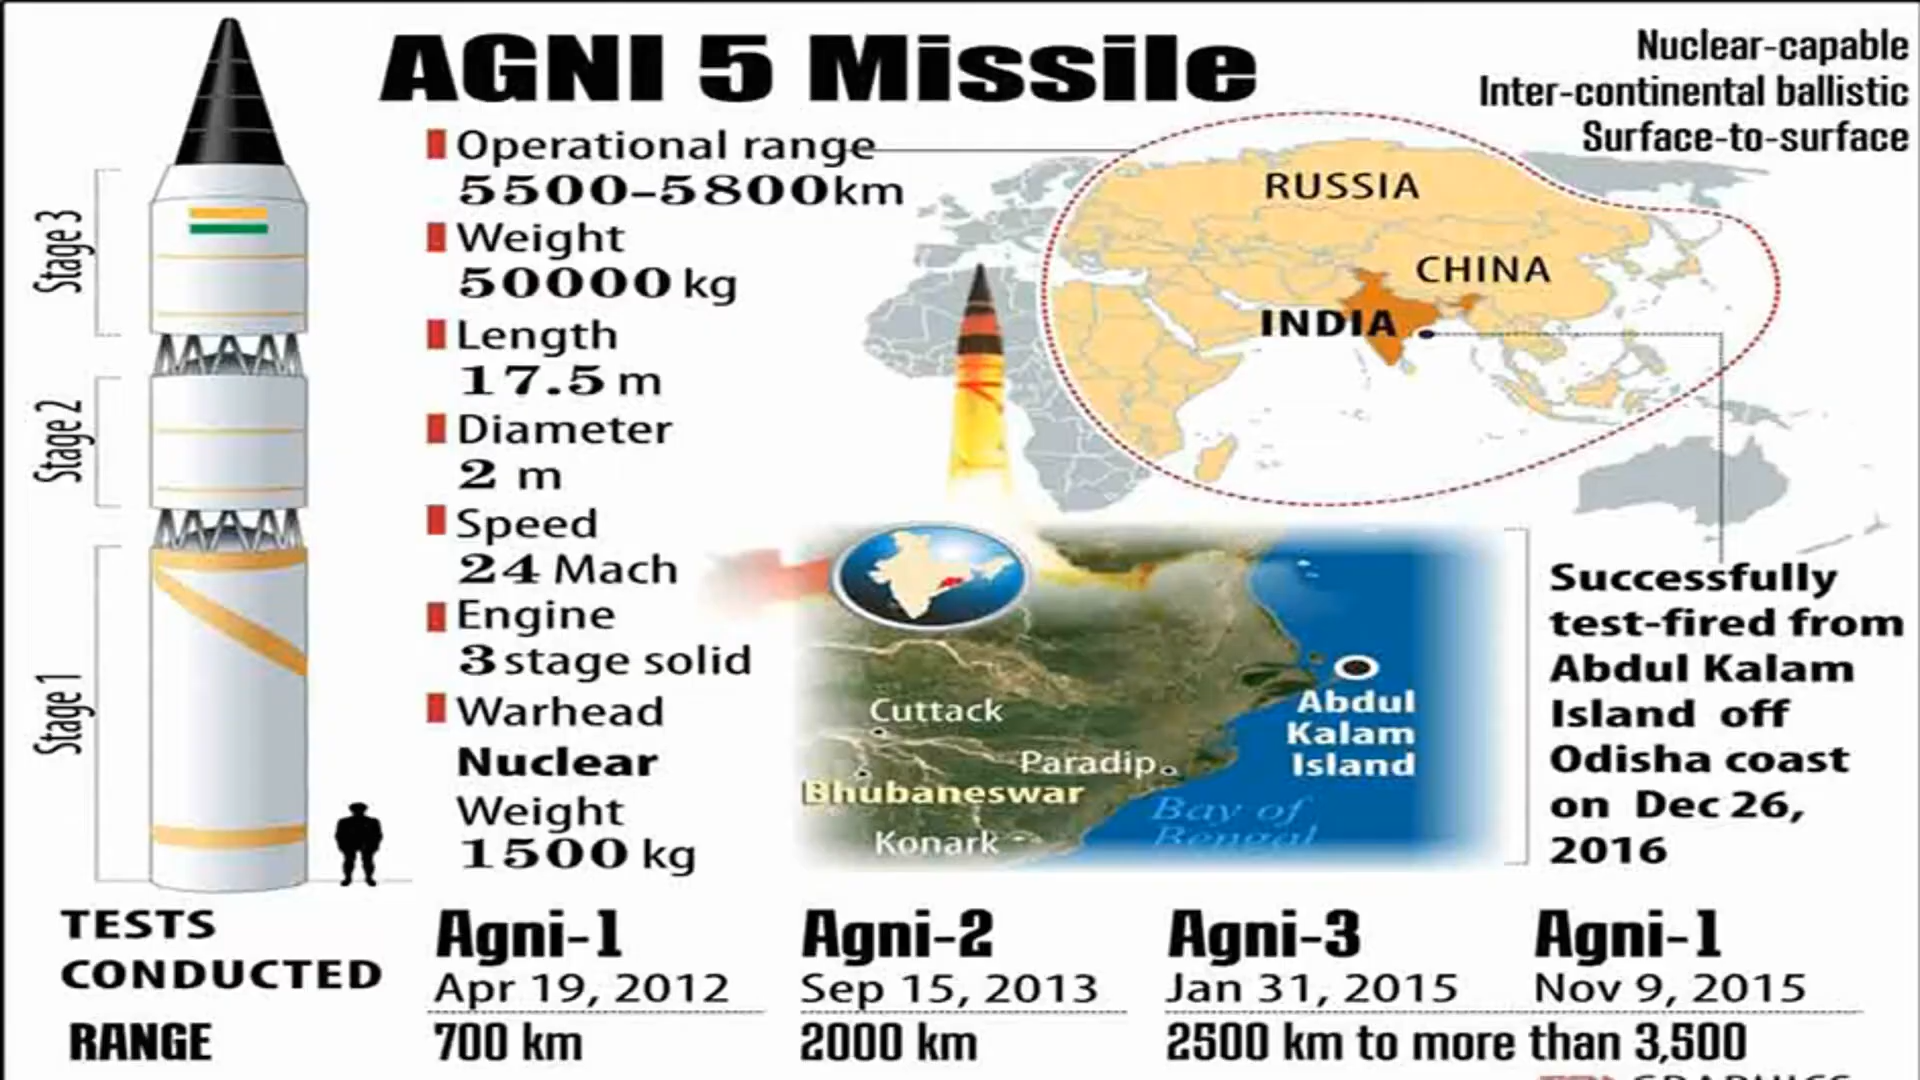 AGNI 5 Missile
Nuclear-capable
Inter-continental ballistic
Surface-to-surface
Operational range
5500-5800km
Weight
50000 kg
Length
17.5 m
Diameter
2 m
Speed
24 Mach
Engine
3 stage solid
Warhead
Nuclear
Weight
1500 kg
Stage 3
Stage 2
Stage 1
RUSSIA
CHINA
INDIA
Cuttack
Paradip
Bhubaneswar
Konark
Abdul
Kalam
Island
Bay of
Bengal
Successfully
test-fired from
Abdul Kalam
Island off
Odisha coast
on Dec 26,
2016
TESTS
CONDUCTED
Agni-1
Apr 19, 2012
Agni-2
Sep 15, 2013
Agni-3
Jan 31, 2015
Agni-1
Nov 9, 2015
RANGE
700 km
2000 km
2500 km to more than 3,500
GRAPHICS